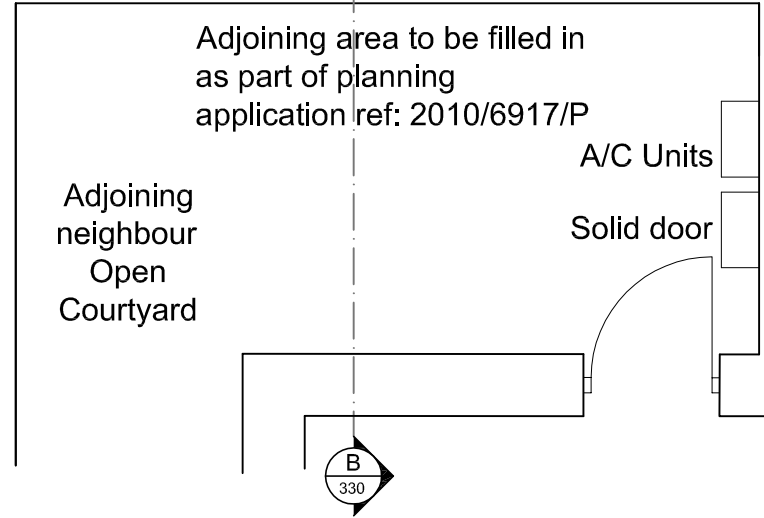 Adjoining area to be filled in
as part of planning
application ref: 2010/6917/P
A/C Units
Adjoining
neighbour
Open
Courtyard
Solid door
B
330